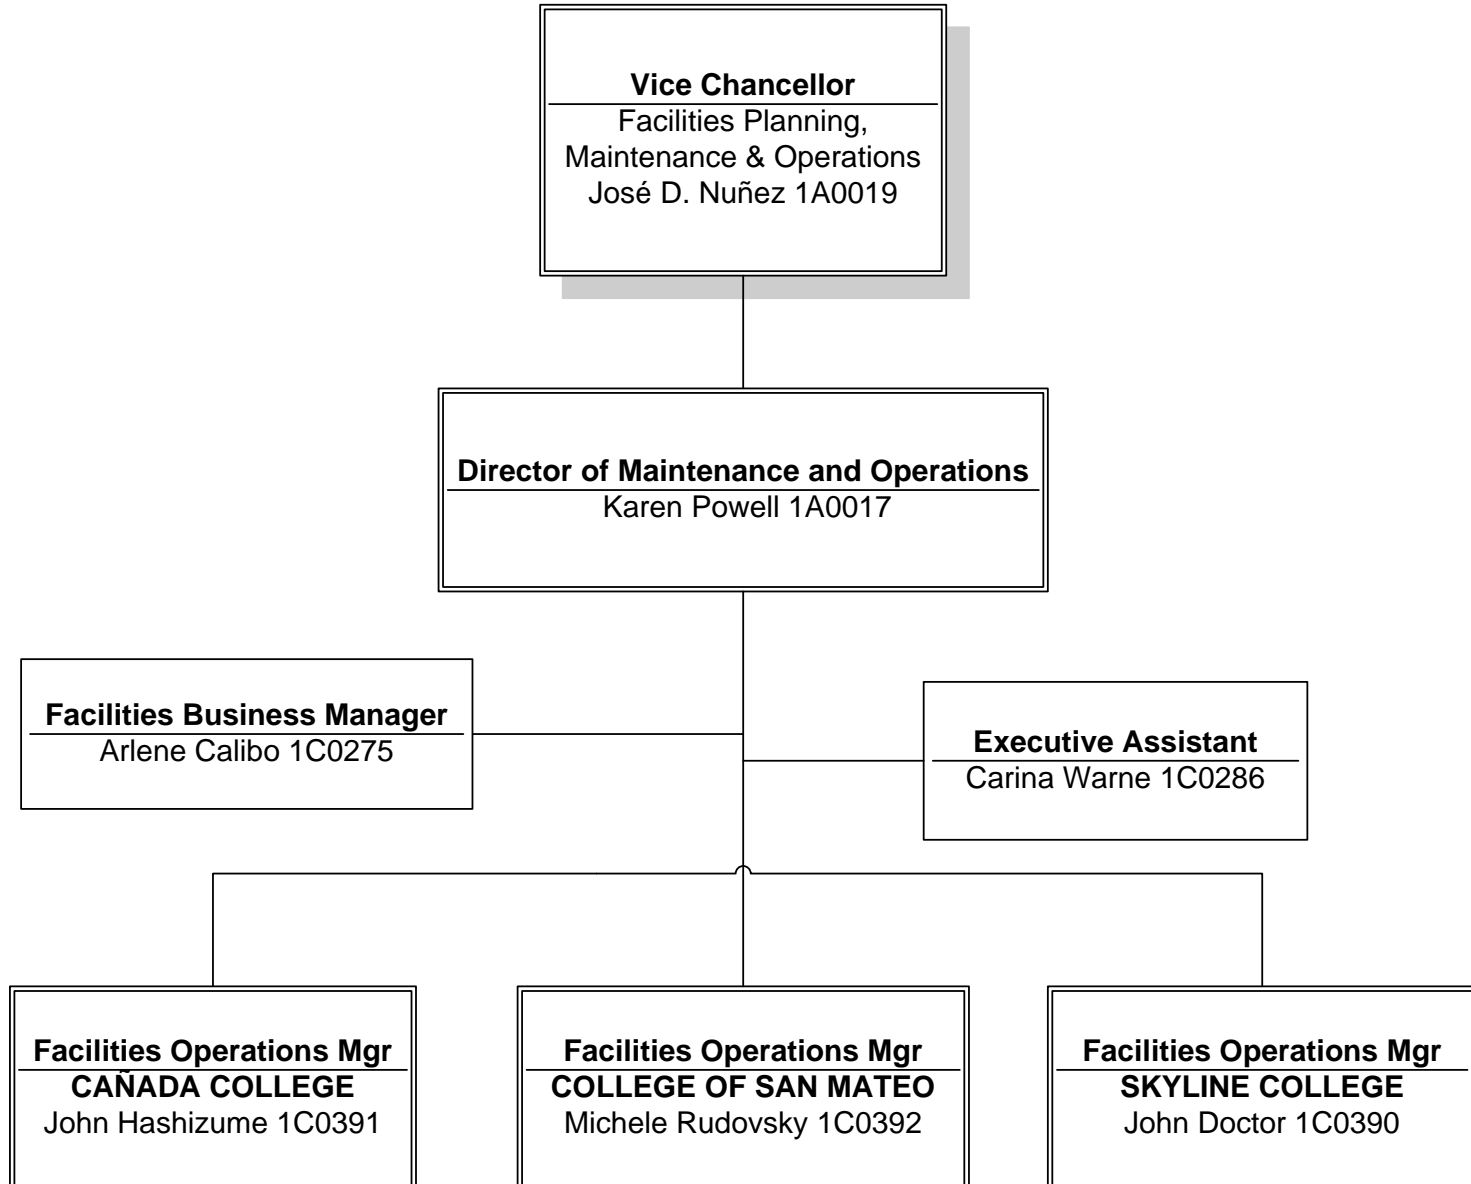 Vice Chancellor
Facilities Planning,
Maintenance & Operations
José D. Nuñez 1A0019
Director of Maintenance and Operations
Karen Powell 1A0017
Facilities Business Manager
Arlene Calibo 1C0275
Executive Assistant
Carina Warne 1C0286
Facilities Operations Mgr
CAÑADA COLLEGE
John Hashizume 1C0391
Facilities Operations Mgr
COLLEGE OF SAN MATEO
Michele Rudovsky 1C0392
Facilities Operations Mgr
SKYLINE COLLEGE
John Doctor 1C0390